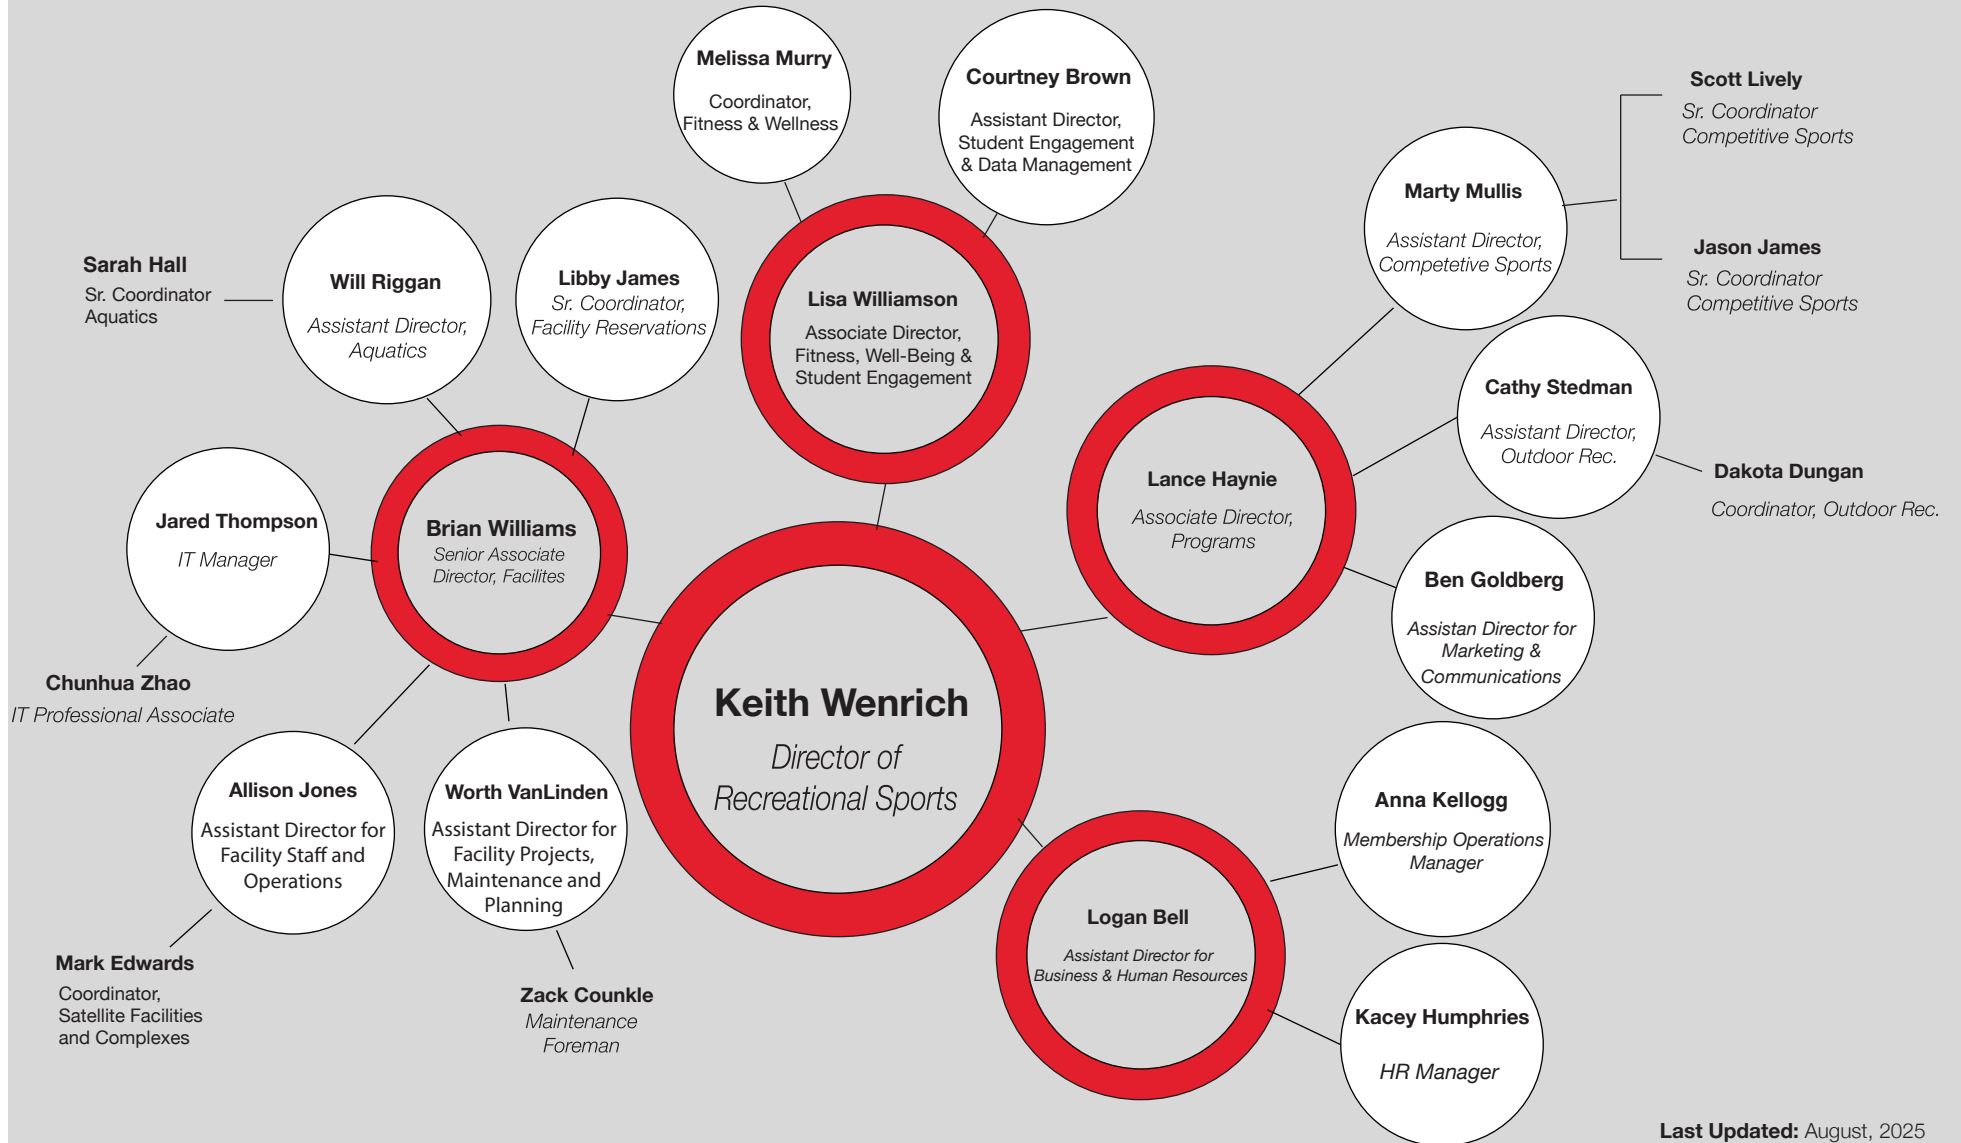 Melissa Murry
Coordinator,
Fitness & Wellness
Courtney Brown
Assistant Director,
Student Engagement
& Data Management
Scott Lively
Sr. Coordinator
Competitive Sports
Marty Mullis
Assistant Director,
Competetive Sports
Jason James
Sr. Coordinator
Competitive Sports
Sarah Hall
Sr. Coordinator
Aquatics
Will Riggan
Assistant Director,
Aquatics
Libby James
Sr. Coordinator,
Facility Reservations
Lisa Williamson
Associate Director,
Fitness, Well-Being &
Student Engagement
Cathy Stedman
Assistant Director,
Outdoor Rec.
Dakota Dungan
Coordinator, Outdoor Rec.
Lance Haynie
Associate Director,
Programs
Jared Thompson
IT Manager
Brian Williams
Senior Associate
Director, Facilites
Ben Goldberg
Assistan Director for
Marketing &
Communications
Chunhua Zhao
IT Professional Associate
Keith Wenrich
Director of
Recreational Sports
Allison Jones
Assistant Director for
Facility Staff and
Operations
Worth VanLinden
Assistant Director for
Facility Projects,
Maintenance and
Planning
Anna Kellogg
Membership Operations
Manager
Logan Bell
Assistant Director for
Business & Human Resources
Mark Edwards
Coordinator,
Satellite Facilities
and Complexes
Zack Counkle
Maintenance
Foreman
Kacey Humphries
HR Manager
Last Updated: August, 2025